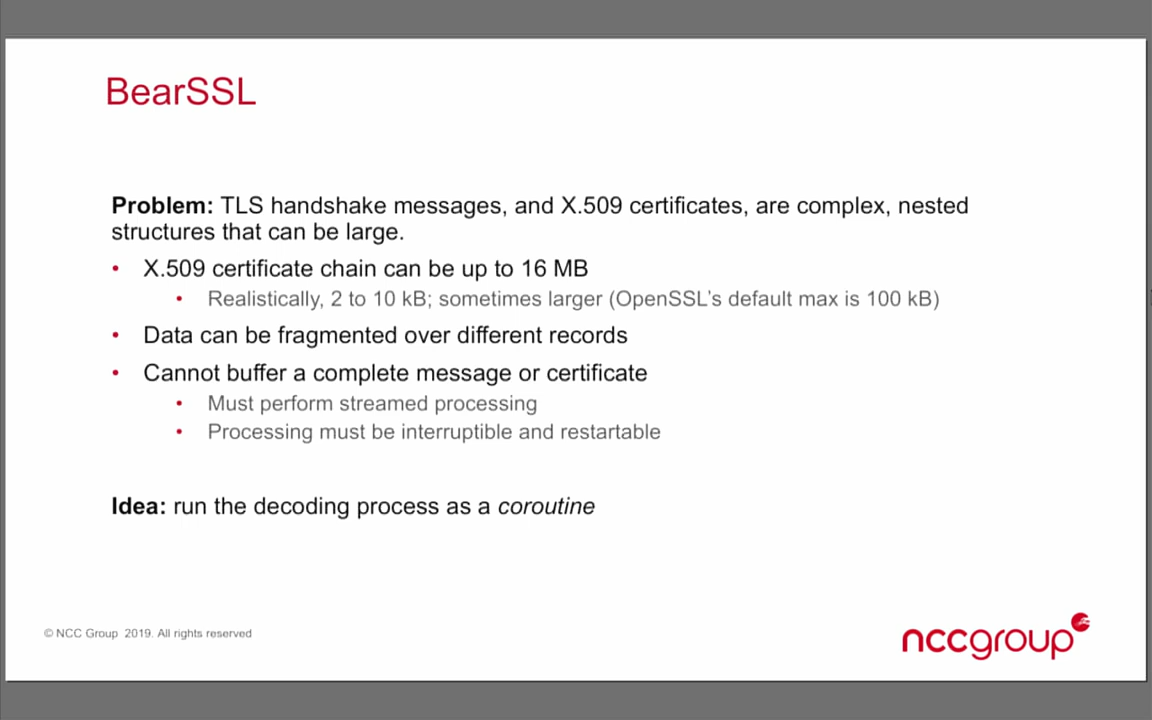 BearSSL
Problem: TLS handshake messages, and X.509 certificates, are complex, nested
structures that can be large.
• X.509 certificate chain can be up to 16 MB
• Realistically, 2 to 10 kB; sometimes larger (OpenSSL's default max is 100 kB)
• Data can be fragmented over different records
• Cannot buffer a complete message or certificate
• Must perform streamed processing
• Processing must be interruptible and restartable
Idea: run the decoding process as a coroutine
© NCC Group 2019. All rights reserved
nccgroup